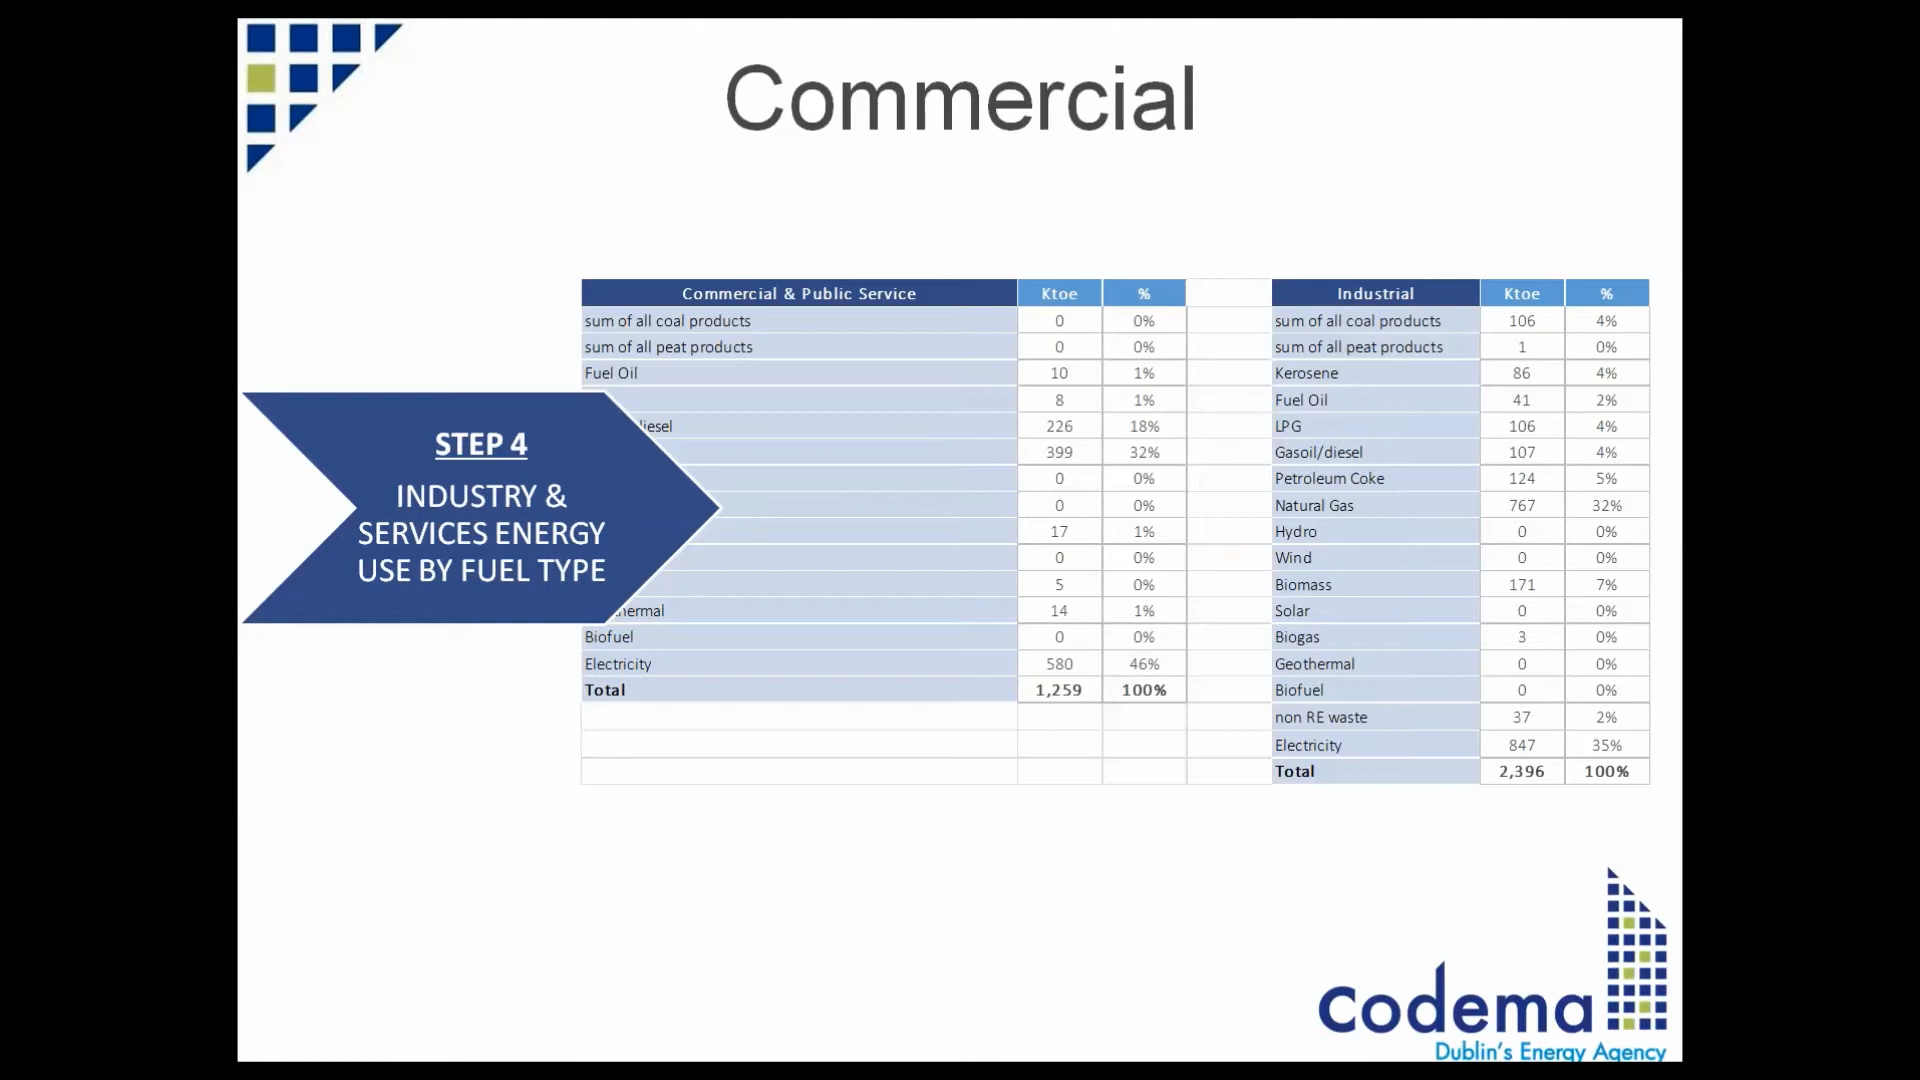 Commercial
Commercial & Public Service Ktoe %
sum of all coal products 0 0%
sum of all peat products 0 0%
Fuel Oil 10 1%
8 1%
226 18%
399 32%
0 0%
0 0%
17 1%
0 0%
5 0%
14 1%
Biofuel 0 0%
Electricity 580 46%
Total 1,259 100%
Industrial Ktoe %
sum of all coal products 106 4%
sum of all peat products 1 0%
Kerosene 86 4%
Fuel Oil 41 2%
LPG 106 4%
Gasoil/diesel 107 4%
Petroleum Coke 124 5%
Natural Gas 767 32%
Hydro 0 0%
Wind 0 0%
Biomass 171 7%
Solar 0 0%
Biogas 3 0%
Geothermal 0 0%
Biofuel 0 0%
non RE waste 37 2%
Electricity 847 35%
Total 2,396 100%
STEP 4
INDUSTRY &
SERVICES ENERGY
USE BY FUEL TYPE
codema
Dublin's Energy Agency